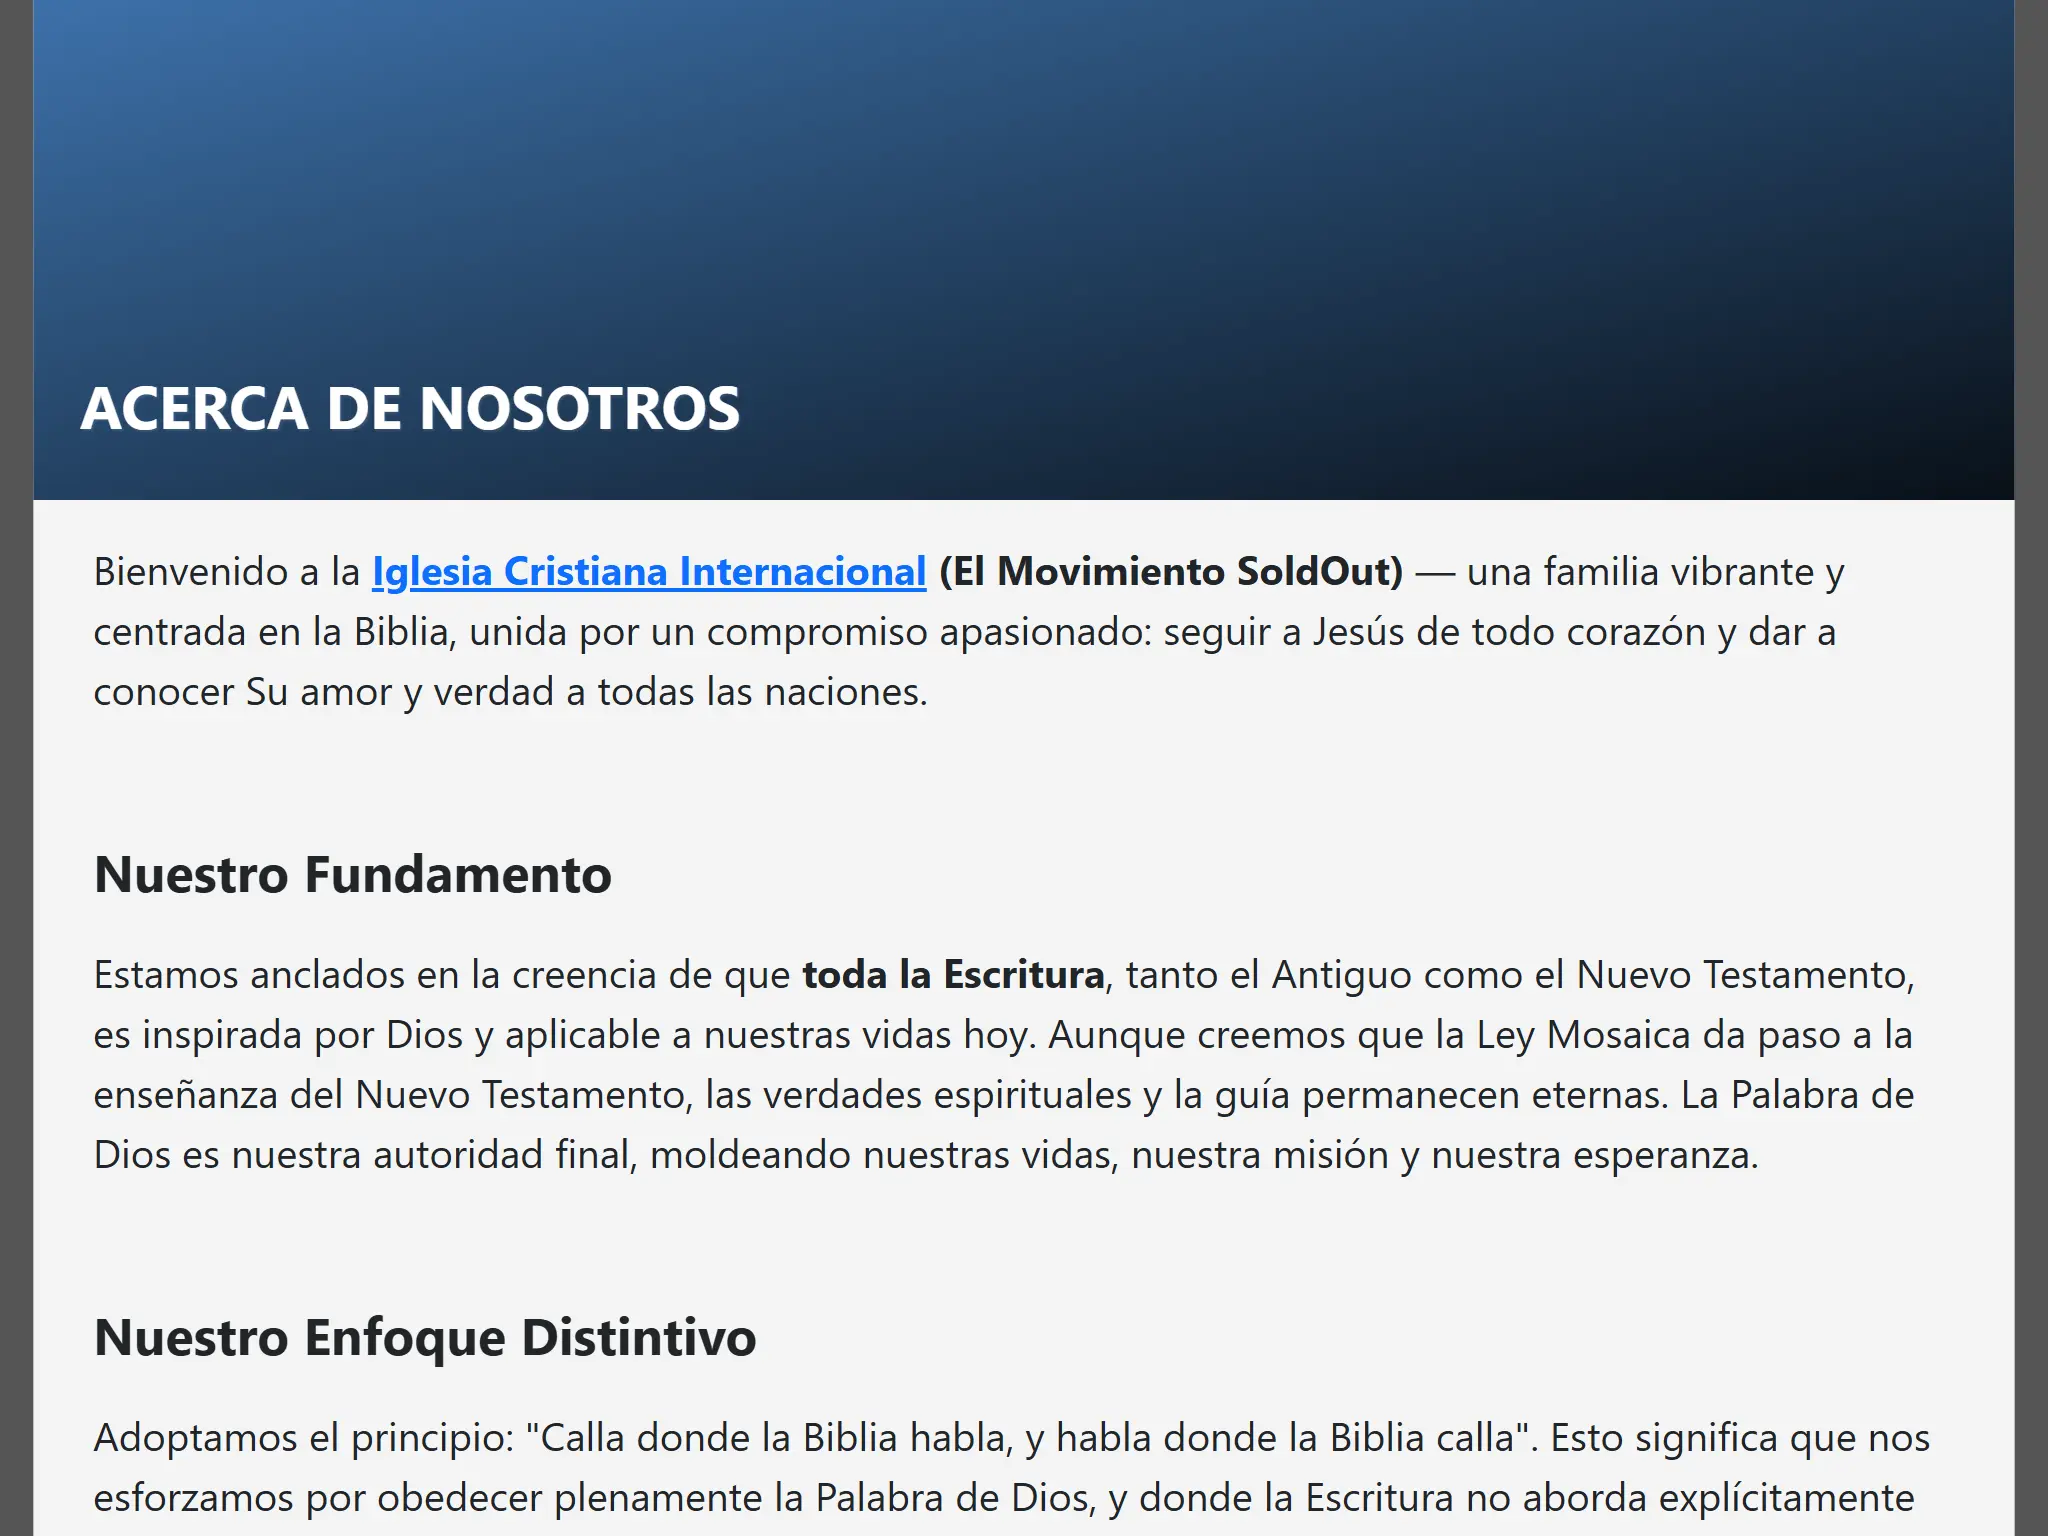 ACERCA DE NOSOTROS
Bienvenido a la Iglesia Cristiana Internacional (El Movimiento SoldOut) — una familia vibrante y
centrada en la Biblia, unida por un compromiso apasionado: seguir a Jesús de todo corazón y dar a
conocer Su amor y verdad a todas las naciones.
Nuestro Fundamento
Estamos anclados en la creencia de que toda la Escritura, tanto el Antiguo como el Nuevo Testamento,
es inspirada por Dios y aplicable a nuestras vidas hoy. Aunque creemos que la Ley Mosaica da paso a la
enseñanza del Nuevo Testamento, las verdades espirituales y la guía permanecen eternas. La Palabra de
Dios es nuestra autoridad final, moldeando nuestras vidas, nuestra misión y nuestra esperanza.
Nuestro Enfoque Distintivo
Adoptamos el principio: "Calla donde la Biblia habla, y habla donde la Biblia calla". Esto significa que nos
esforzamos por obedecer plenamente la Palabra de Dios, y donde la Escritura no aborda explícitamente